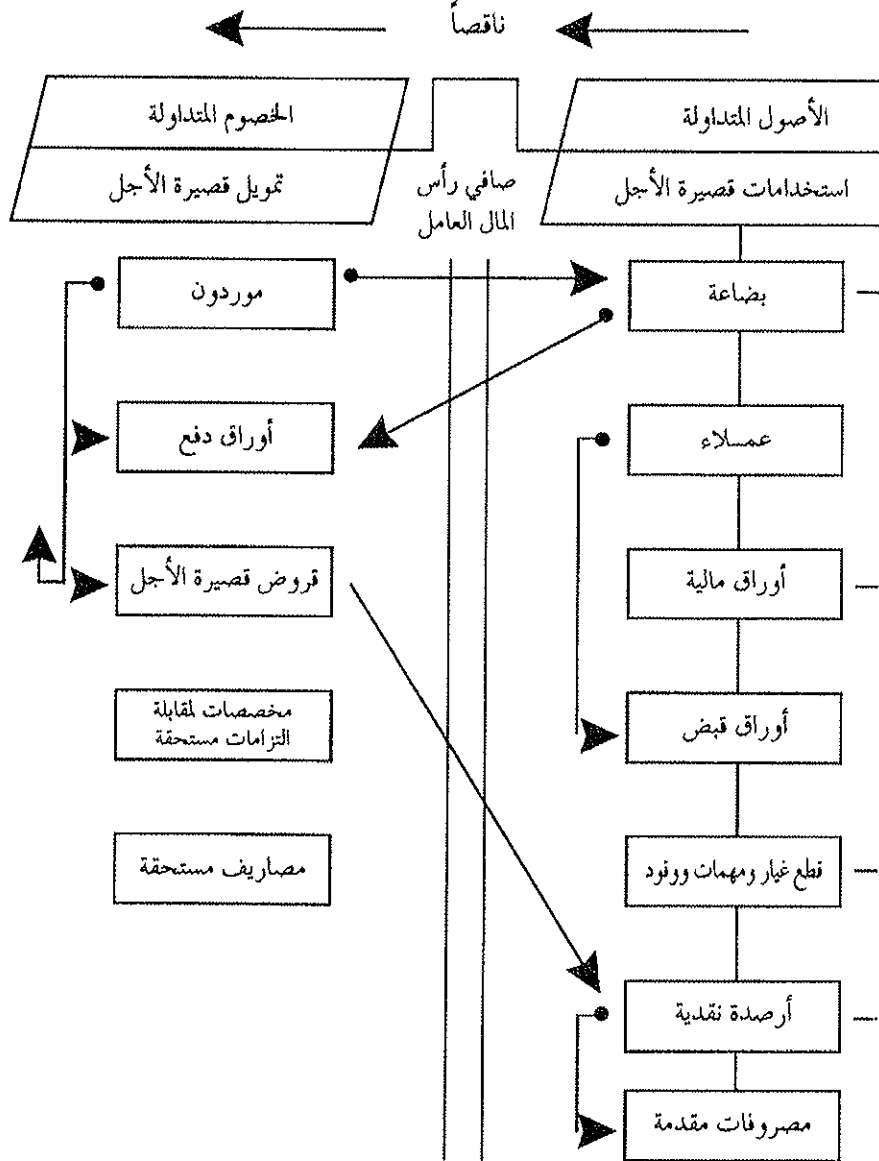 ناقصاً
الأصول المتداولة
استخدامات قصيرة الأجل
صافي رأس
المال العامل
الخصوم المتداولة
تمويل قصيرة الأجل
بضاعة
عمـلاء
أوراق مالية
أوراق قبض
قطع غيار ومهمات ووقود
أرصدة نقدية
مصروفات مقدمة
موردون
أوراق دفع
قروض قصيرة الأجل
مخصصات لمقابلة
التزامات مستحقة
مصاريف مستحقة